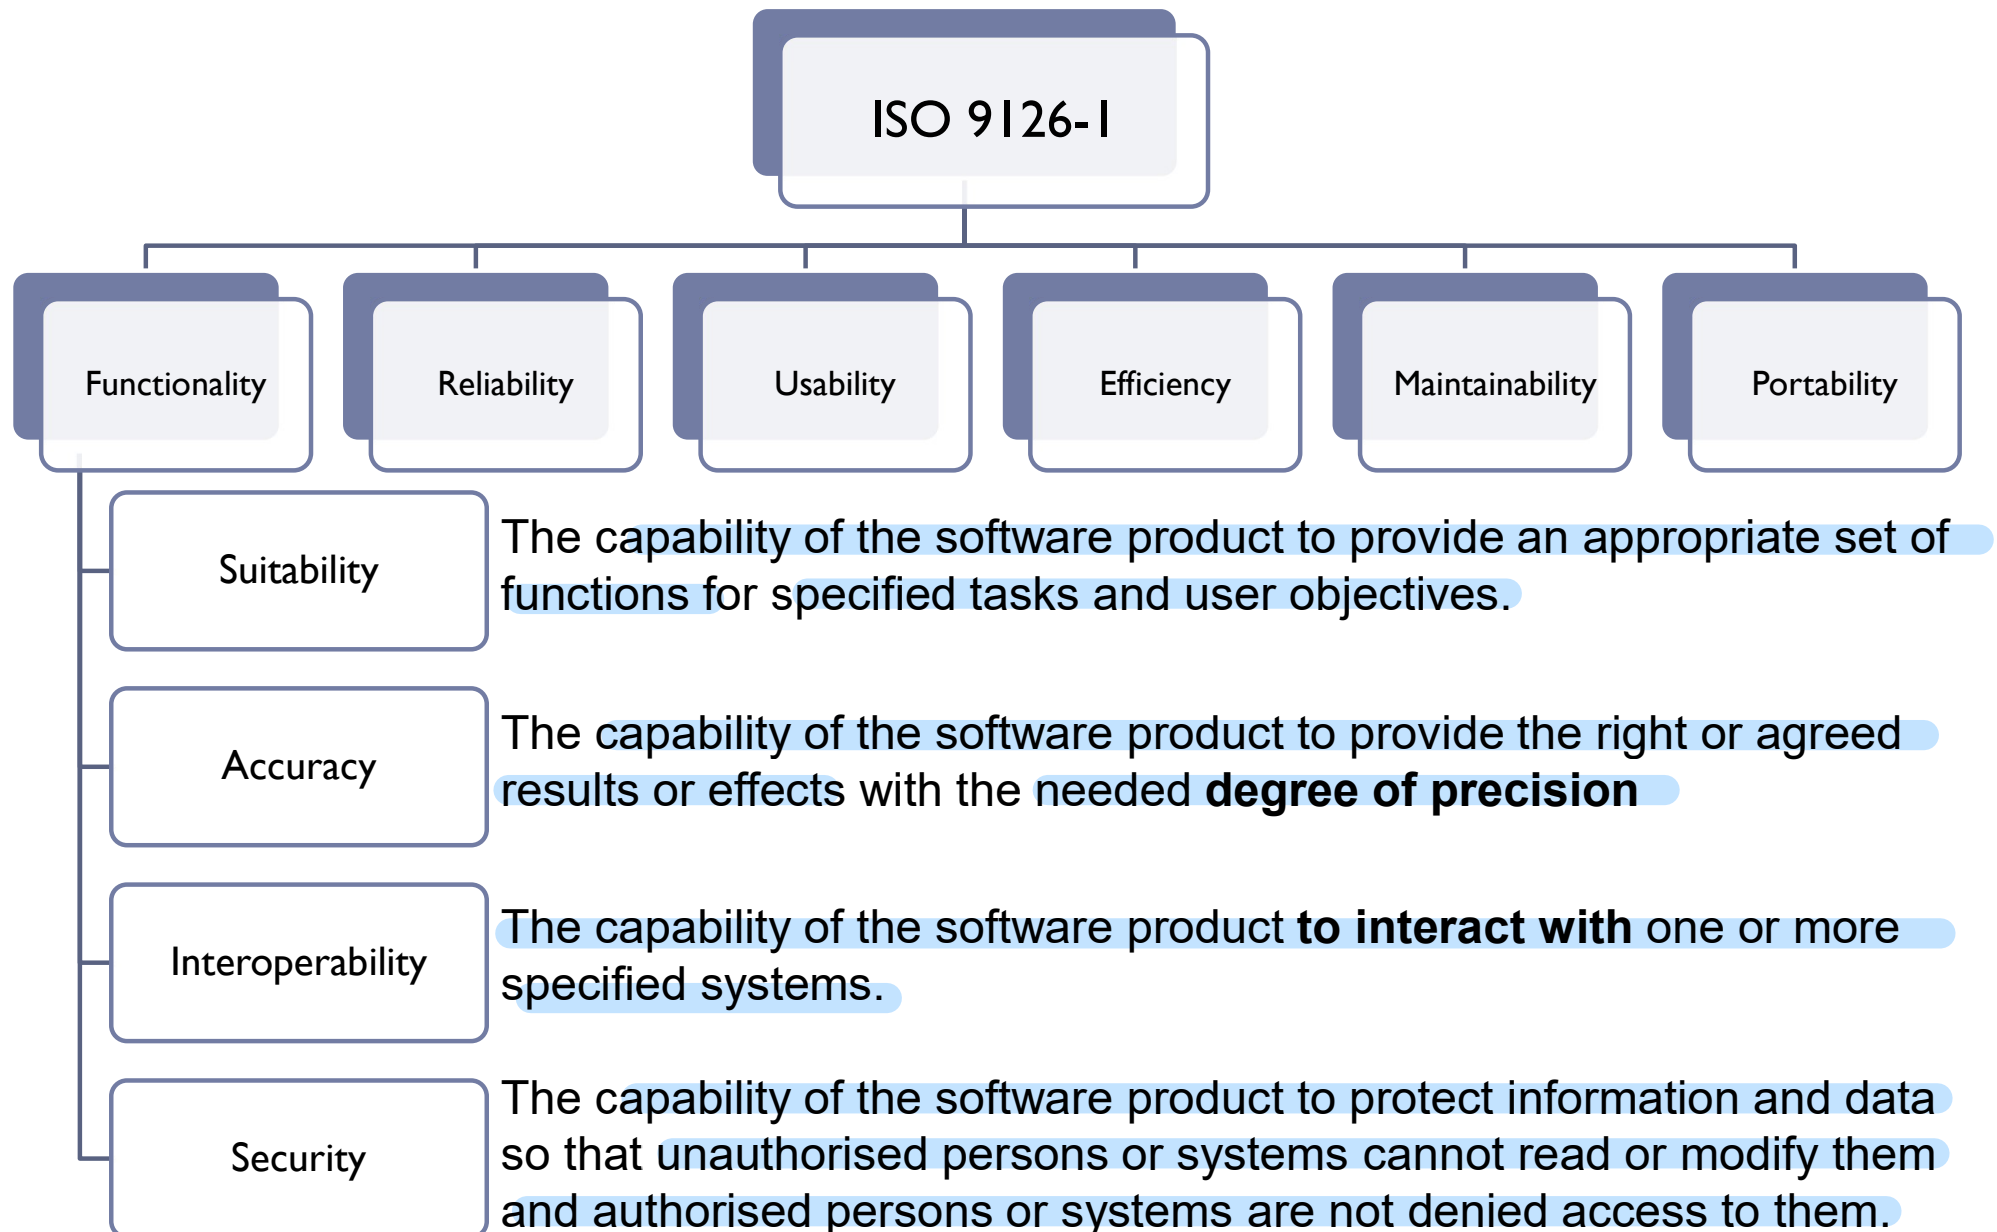 ISO 9126-1
Functionality
Reliability
Usability
Efficiency
Maintainability
Portability
Suitability
The capability of the software product to provide an appropriate set of
functions for specified tasks and user objectives.
Accuracy
The capability of the software product to provide the right or agreed
results or effects with the needed degree of precision
Interoperability
The capability of the software product to interact with one or more
specified systems.
Security
The capability of the software product to protect information and data
so that unauthorised persons or systems cannot read or modify them
and authorised persons or systems are not denied access to them.